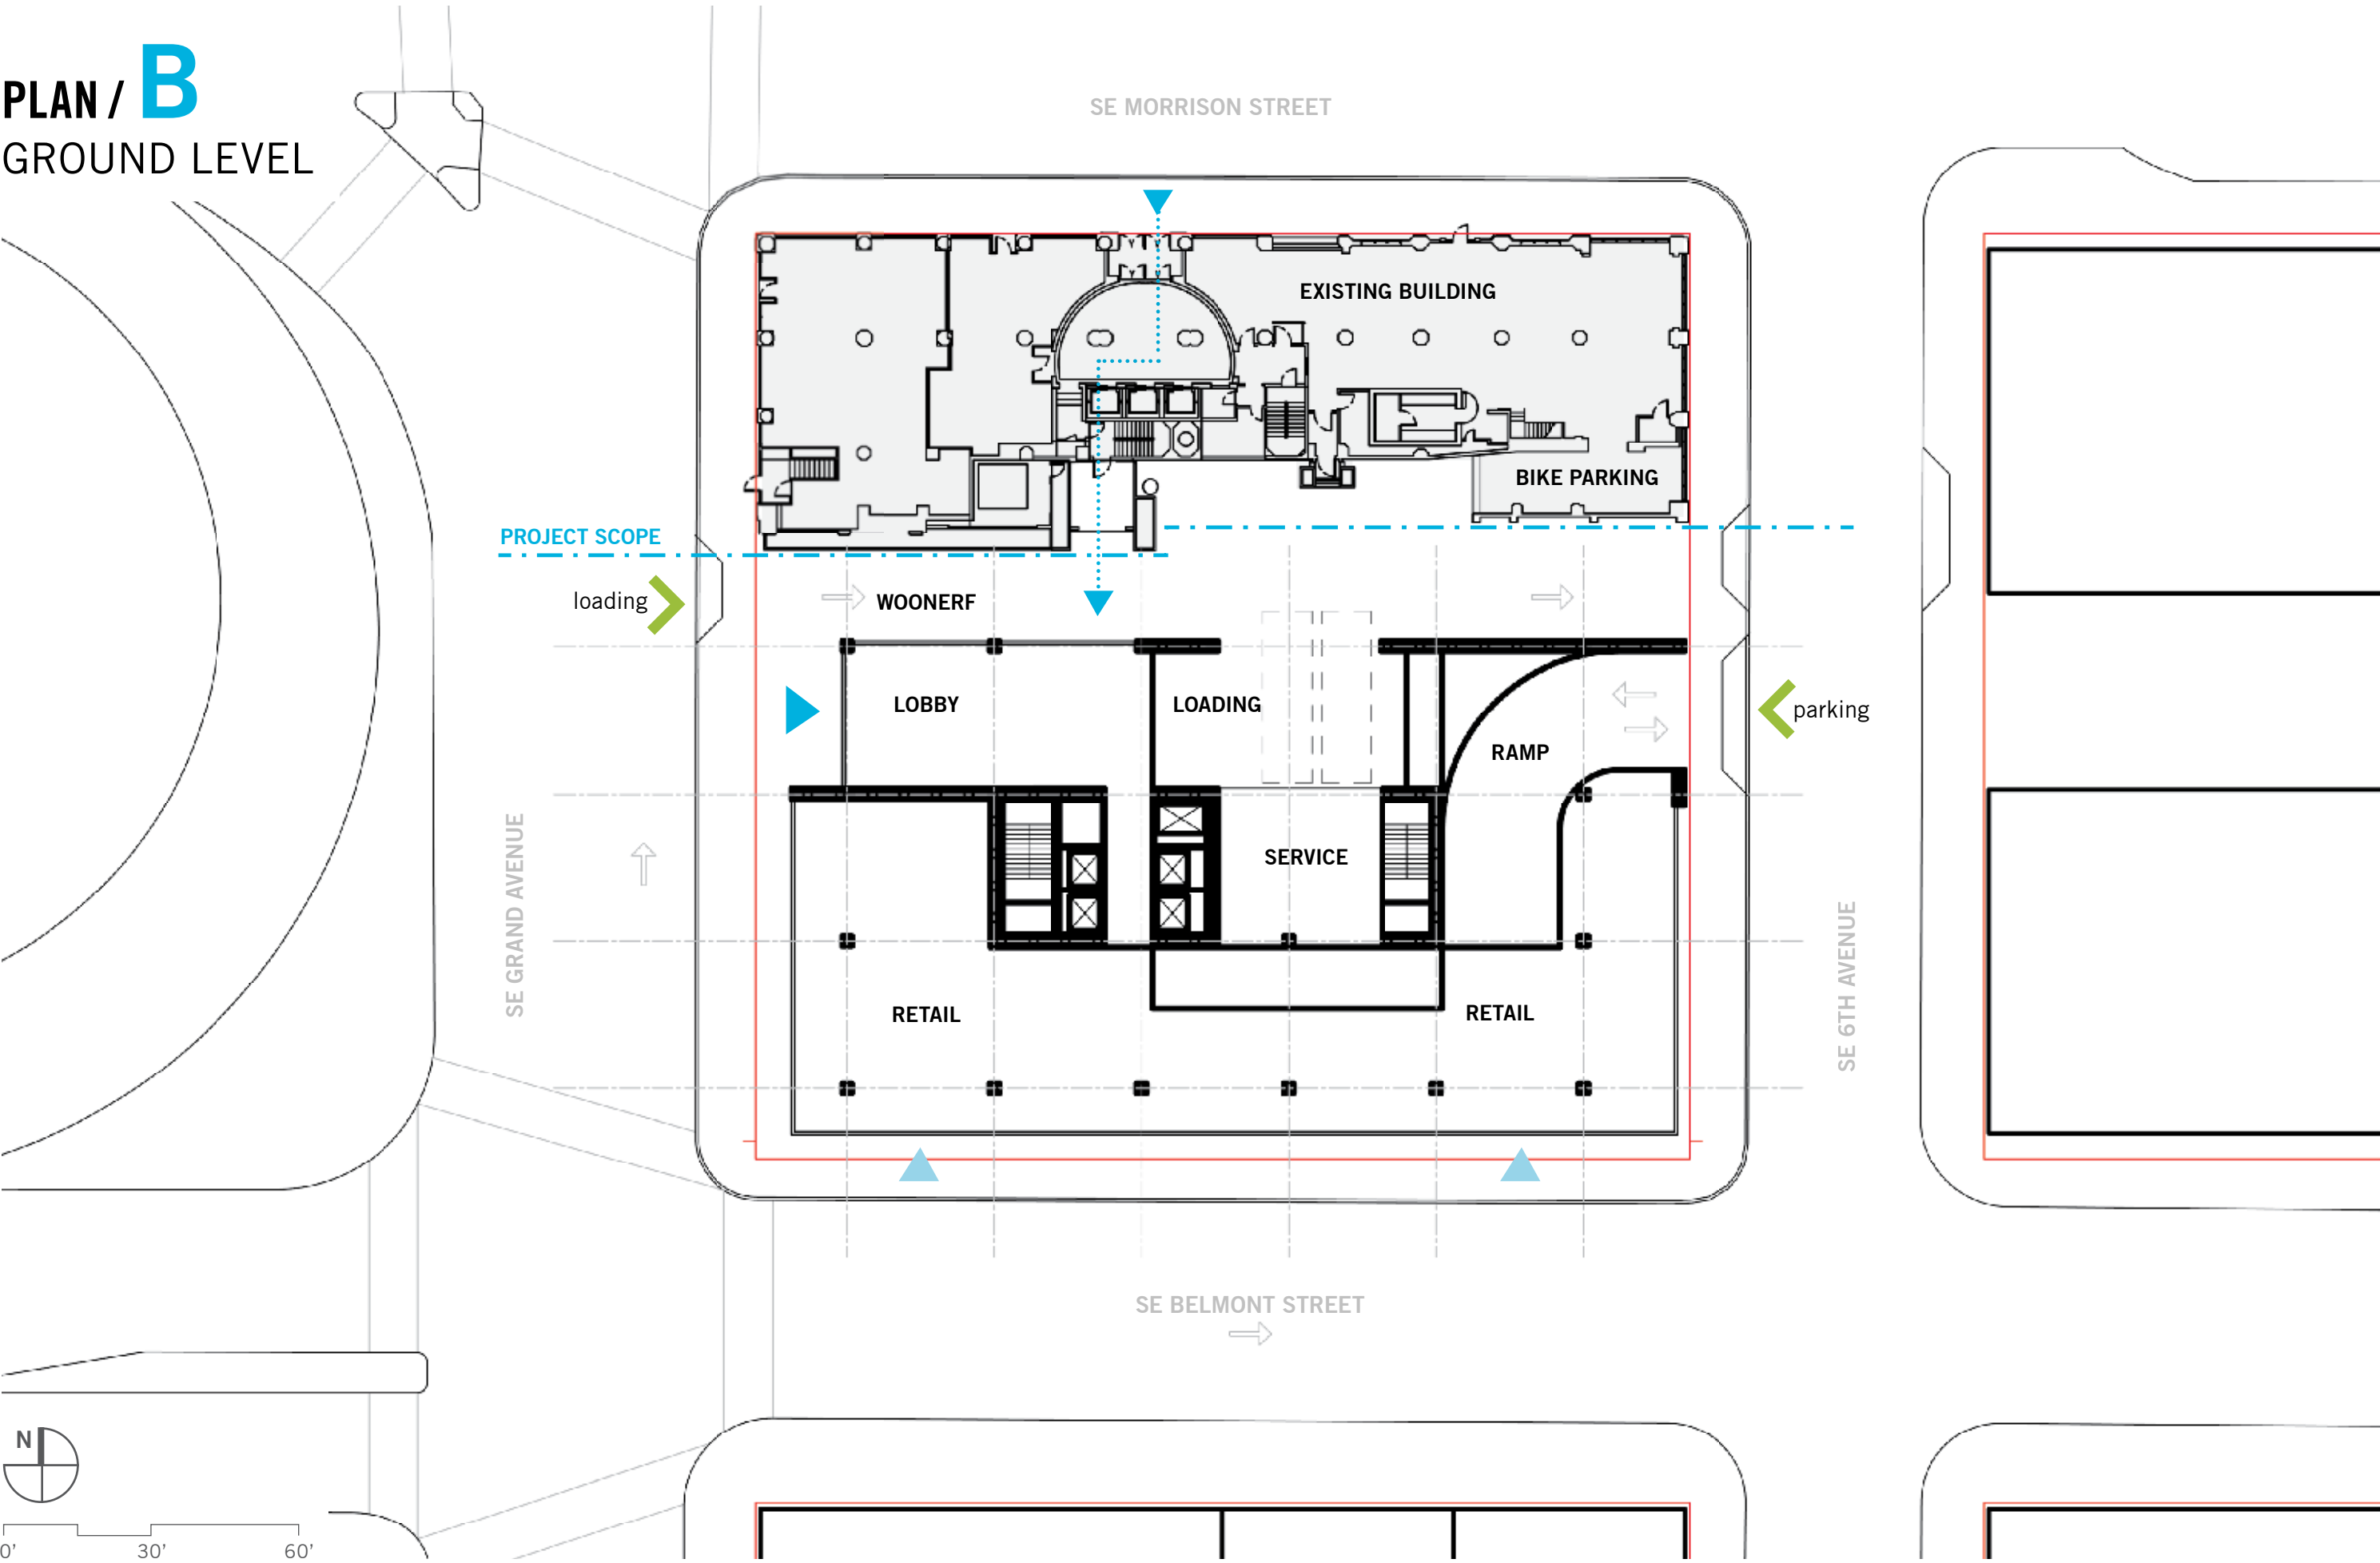 PLAN / B
GROUND LEVEL
SE MORRISON STREET
EXISTING BUILDING
BIKE PARKING
PROJECT SCOPE
loading
WOONERF
LOBBY
LOADING
parking
RAMP
SERVICE
SE GRAND AVENUE
SE 6TH AVENUE
RETAIL
RETAIL
SE BELMONT STREET
N
0' 30' 60'